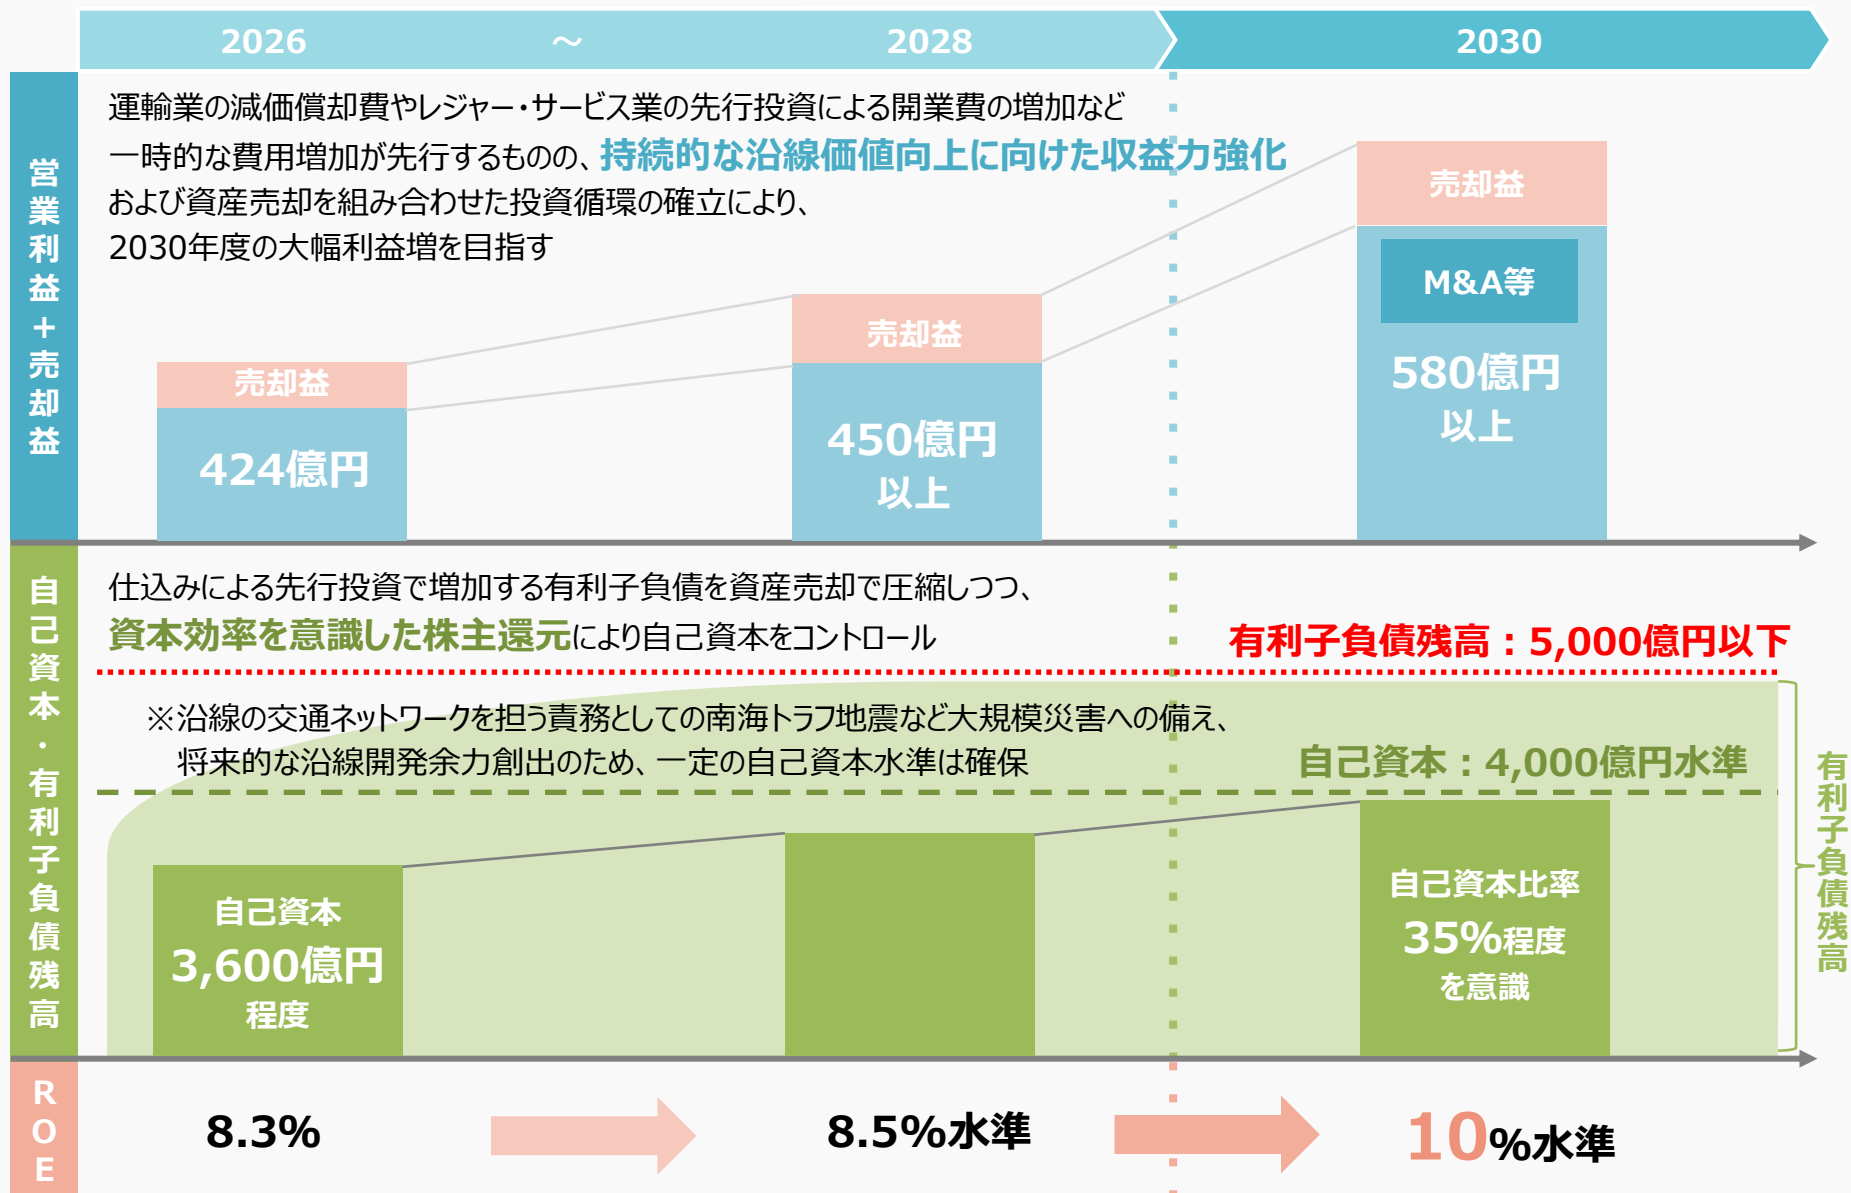 2026 ～ 2028 2030
営業利益＋売却益
運輸業の減価償却費やレジャー・サービス業の先行投資による開業費の増加など
一時的な費用増加が先行するものの、持続的な沿線価値向上に向けた収益力強化
および資産売却を組み合わせた投資循環の確立により、
2030年度の大幅利益増を目指す
売却益
424億円
売却益
450億円
以上
売却益
M&A等
580億円
以上
自己資本・有利子負債残高
仕込みによる先行投資で増加する有利子負債を資産売却で圧縮しつつ、
資本効率を意識した株主還元により自己資本をコントロール
有利子負債残高：5,000億円以下
※沿線の交通ネットワークを担う責務としての南海トラフ地震など大規模災害への備え、
将来的な沿線開発余力創出のため、一定の自己資本水準は確保
自己資本：4,000億円水準
自己資本
3,600億円
程度
自己資本比率
35%程度
を意識
有利子負債残高
ROE
8.3%
8.5%水準
10%水準